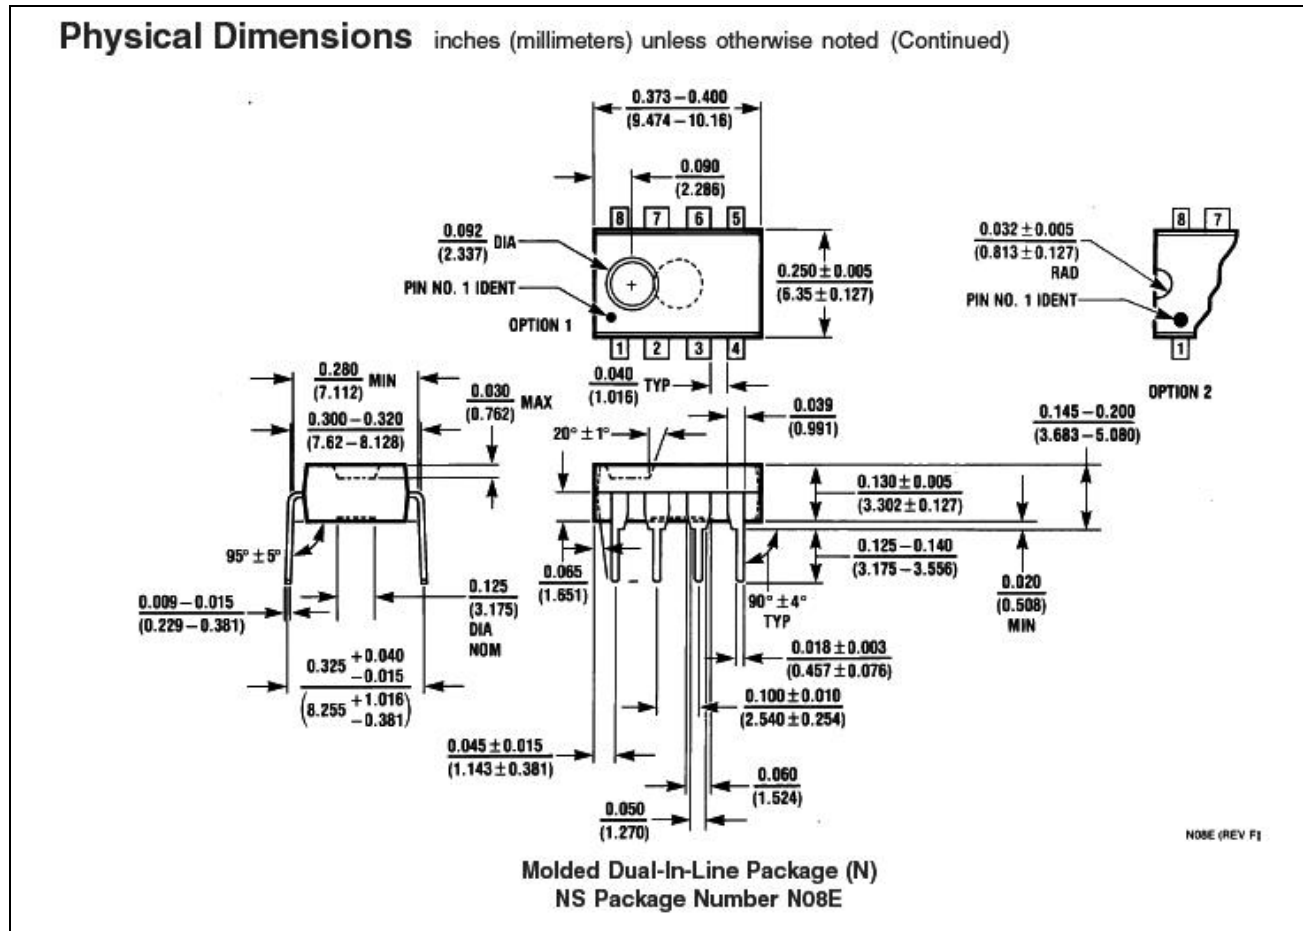 Physical Dimensions inches (millimeters) unless otherwise noted (Continued)
0.373 – 0.400
(9.474 – 10.16)
0.090
(2.286)
8 7 6 5
0.092
(2.337)
DIA
PIN NO. 1 IDENT
OPTION 1
0.250 ± 0.005
(6.35 ± 0.127)
1 2 3 4
8 7
0.032 ± 0.005
(0.813 ± 0.127)
RAD
PIN NO. 1 IDENT
1
OPTION 2
0.280
(7.112)
MIN
0.300 – 0.320
(7.62 – 8.128)
0.030
(0.762)
MAX
0.040
(1.016)
TYP
20° ± 1°
0.039
(0.991)
0.145 – 0.200
(3.683 – 5.080)
0.130 ± 0.005
(3.302 ± 0.127)
95° ± 5°
0.065
(1.651)
0.125 – 0.140
(3.175 – 3.556)
0.020
(0.508)
MIN
90° ± 4°
TYP
0.009 – 0.015
(0.229 – 0.381)
0.125
(3.175)
DIA
NOM
0.018 ± 0.003
(0.457 ± 0.076)
0.325 +0.040
−0.015
(8.255 +1.016
−0.381)
0.100 ± 0.010
(2.540 ± 0.254)
0.045 ± 0.015
(1.143 ± 0.381)
0.060
(1.524)
0.050
(1.270)
N08E (REV F)
Molded Dual-In-Line Package (N)
NS Package Number N08E